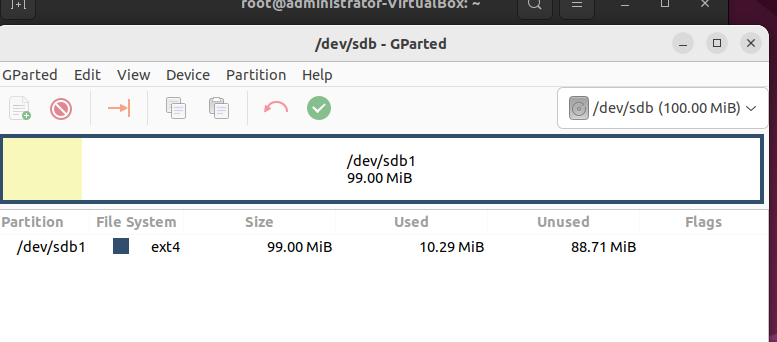 root@administrator-VirtualBox: ~
/dev/sdb - GParted
GParted Edit View Device Partition Help
/dev/sdb (100.00 MiB)
/dev/sdb1
99.00 MiB
Partition File System Size Used Unused Flags
/dev/sdb1 ext4 99.00 MiB 10.29 MiB 88.71 MiB